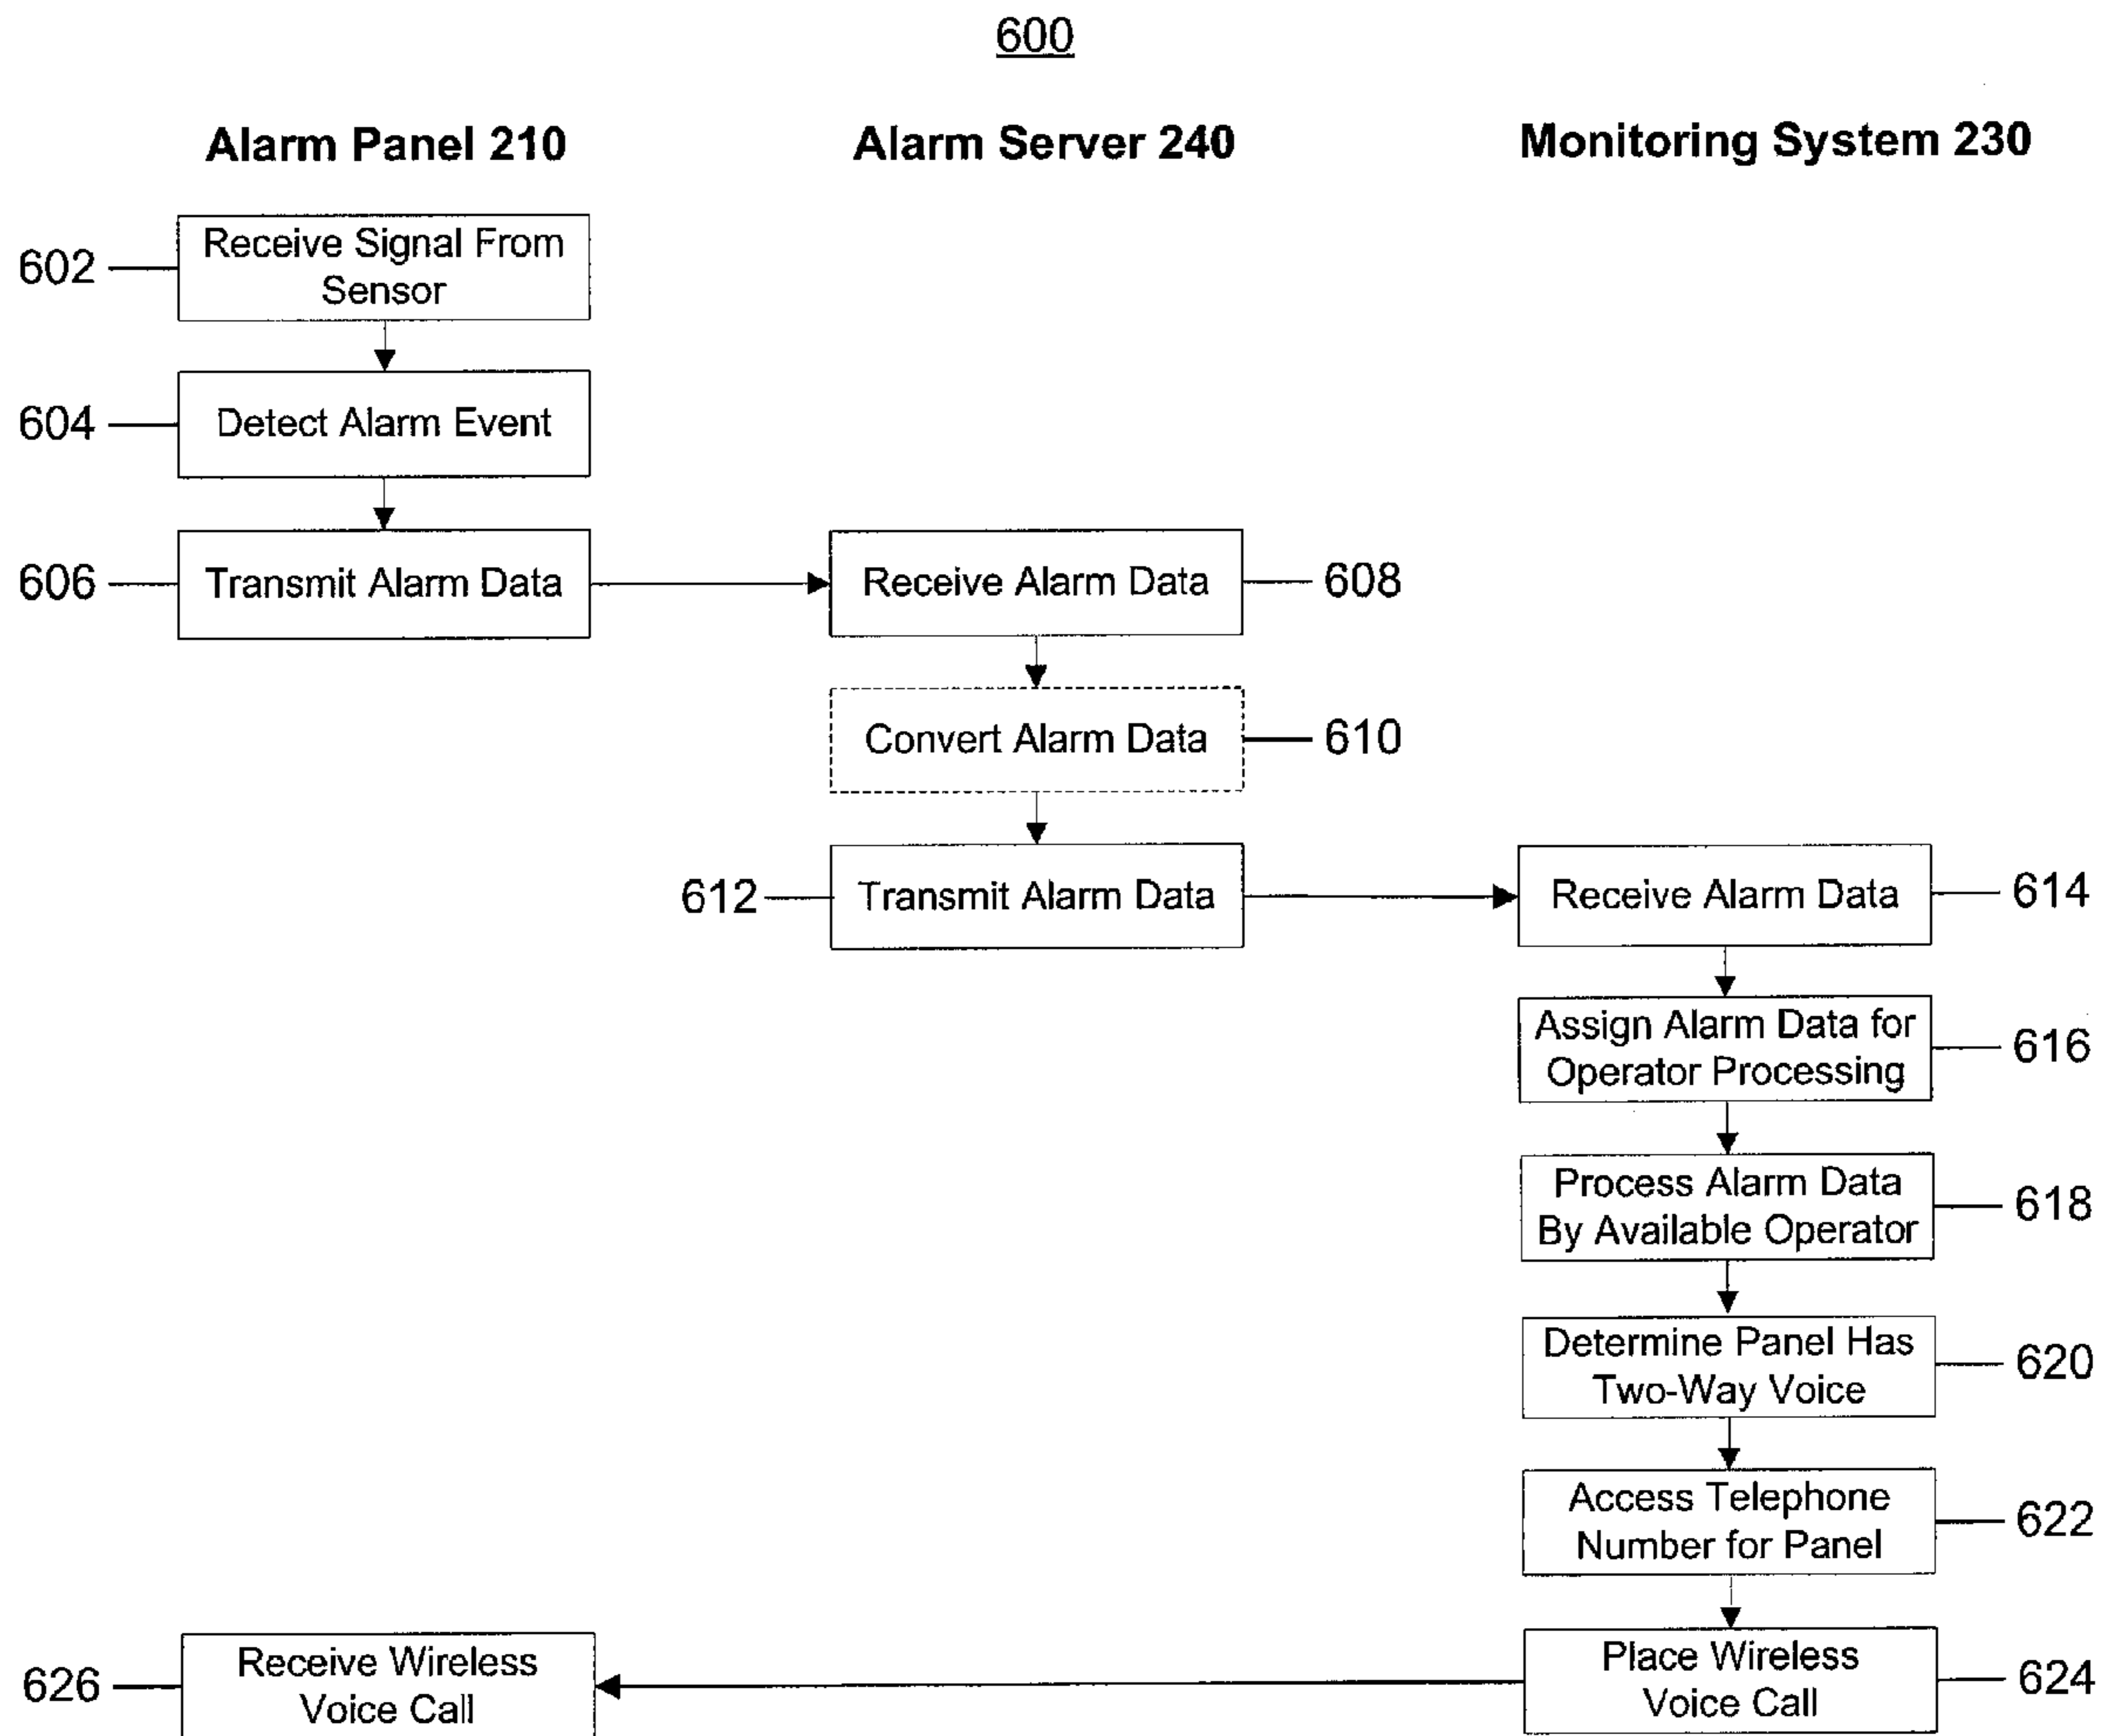 600
Alarm Panel 210
Alarm Server 240
Monitoring System 230
602
Receive Signal From
Sensor
604
Detect Alarm Event
606
Transmit Alarm Data
Receive Alarm Data
608
Convert Alarm Data
610
612
Transmit Alarm Data
Receive Alarm Data
614
Assign Alarm Data for
Operator Processing
616
Process Alarm Data
By Available Operator
618
Determine Panel Has
Two-Way Voice
620
Access Telephone
Number for Panel
622
Place Wireless
Voice Call
624
626
Receive Wireless
Voice Call